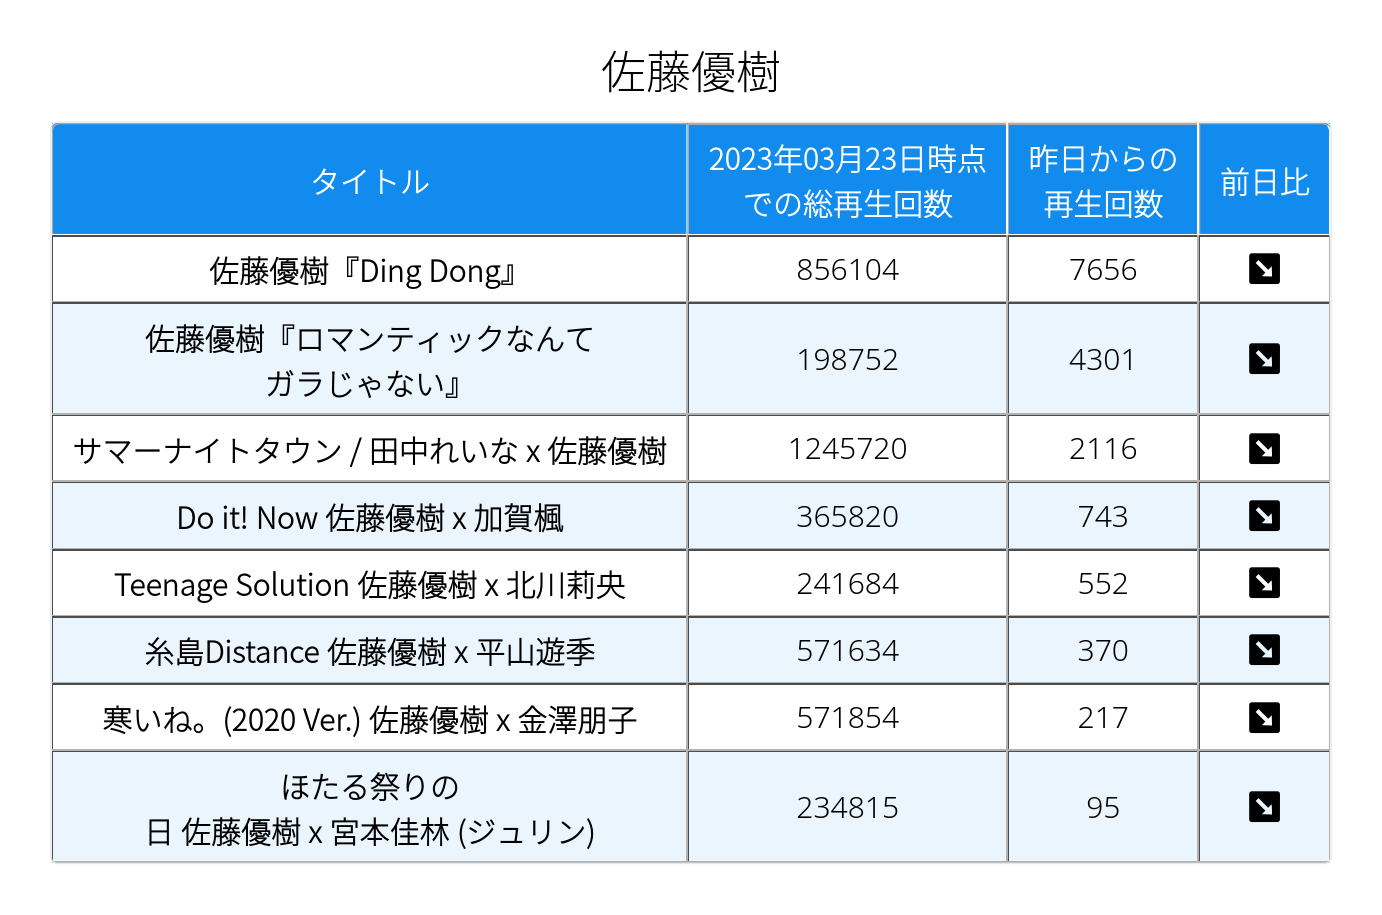 佐藤優樹
タイトル
2023年03月23日時点
での総再生回数
昨日からの
再生回数
前日比
佐藤優樹『Ding Dong』
856104
7656
佐藤優樹『ロマンティックなんて
ガラじゃない』
198752
4301
サマーナイトタウン / 田中れいな x 佐藤優樹
1245720
2116
Do it! Now 佐藤優樹 x 加賀楓
365820
743
Teenage Solution 佐藤優樹 x 北川莉央
241684
552
糸島Distance 佐藤優樹 x 平山遊季
571634
370
寒いね。(2020 Ver.) 佐藤優樹 x 金澤朋子
571854
217
ほたる祭りの
日 佐藤優樹 x 宮本佳林 (ジュリン)
234815
95